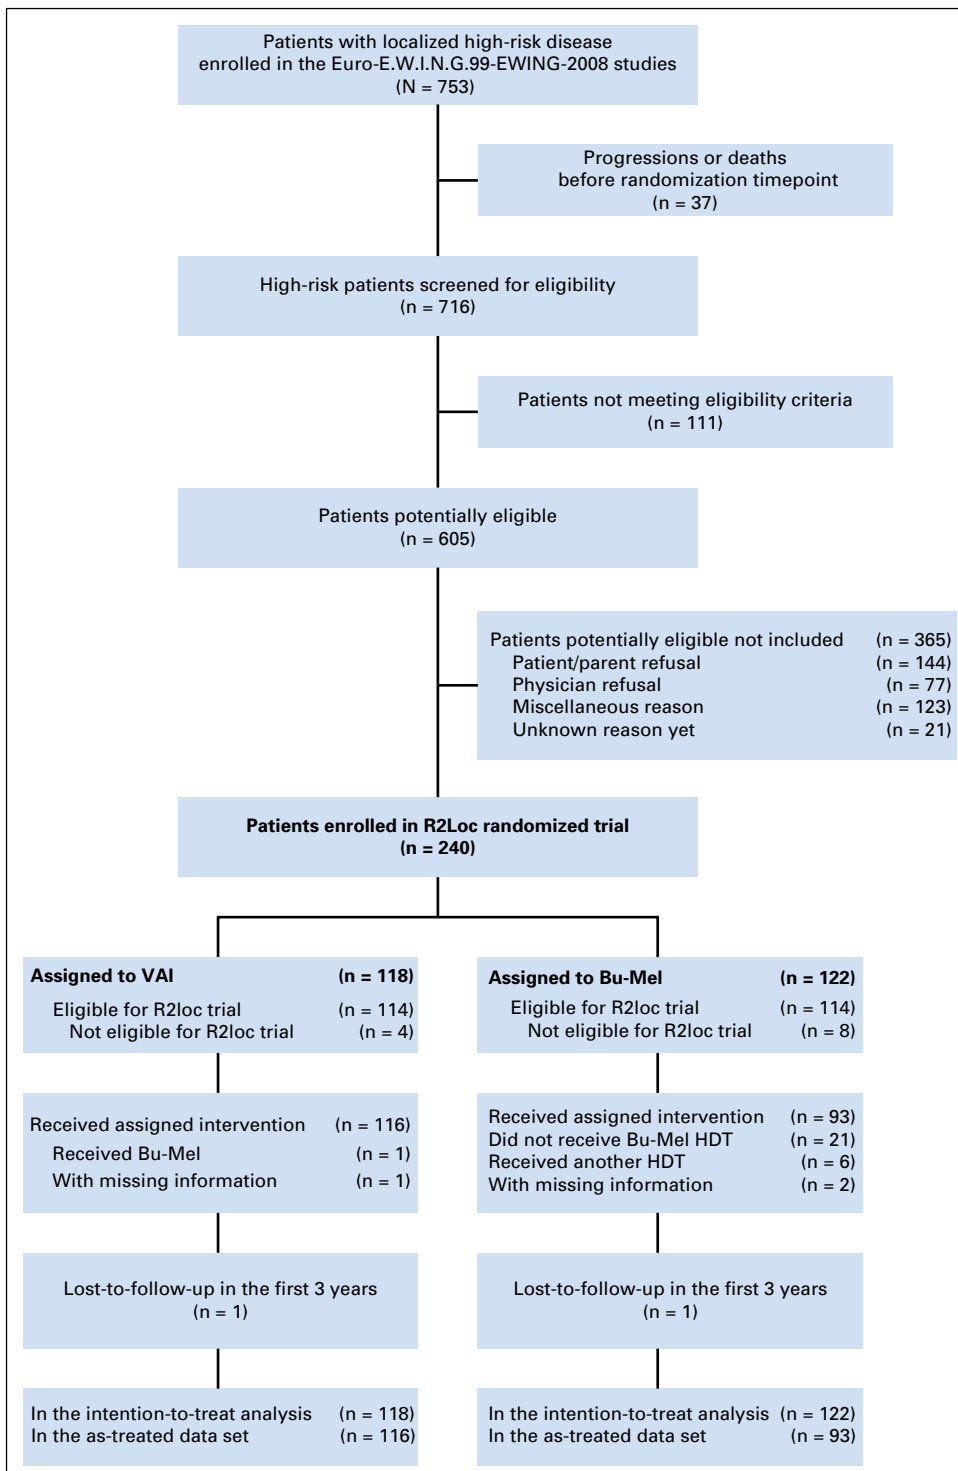 Patients with localized high-risk disease
enrolled in the Euro-E.W.I.N.G.99-EWING-2008 studies
(N = 753)
Progressions or deaths
before randomization timepoint
(n = 37)
High-risk patients screened for eligibility
(n = 716)
Patients not meeting eligibility criteria
(n = 111)
Patients potentially eligible
(n = 605)
Patients potentially eligible not included (n = 365)
Patient/parent refusal (n = 144)
Physician refusal (n = 77)
Miscellaneous reason (n = 123)
Unknown reason yet (n = 21)
Patients enrolled in R2Loc randomized trial
(n = 240)
Assigned to VAI (n = 118)
Eligible for R2loc trial (n = 114)
Not eligible for R2loc trial (n = 4)
Assigned to Bu-Mel (n = 122)
Eligible for R2loc trial (n = 114)
Not eligible for R2loc trial (n = 8)
Received assigned intervention (n = 116)
Received Bu-Mel (n = 1)
With missing information (n = 1)
Received assigned intervention (n = 93)
Did not receive Bu-Mel HDT (n = 21)
Received another HDT (n = 6)
With missing information (n = 2)
Lost-to-follow-up in the first 3 years
(n = 1)
Lost-to-follow-up in the first 3 years
(n = 1)
In the intention-to-treat analysis (n = 118)
In the as-treated data set (n = 116)
In the intention-to-treat analysis (n = 122)
In the as-treated data set (n = 93)